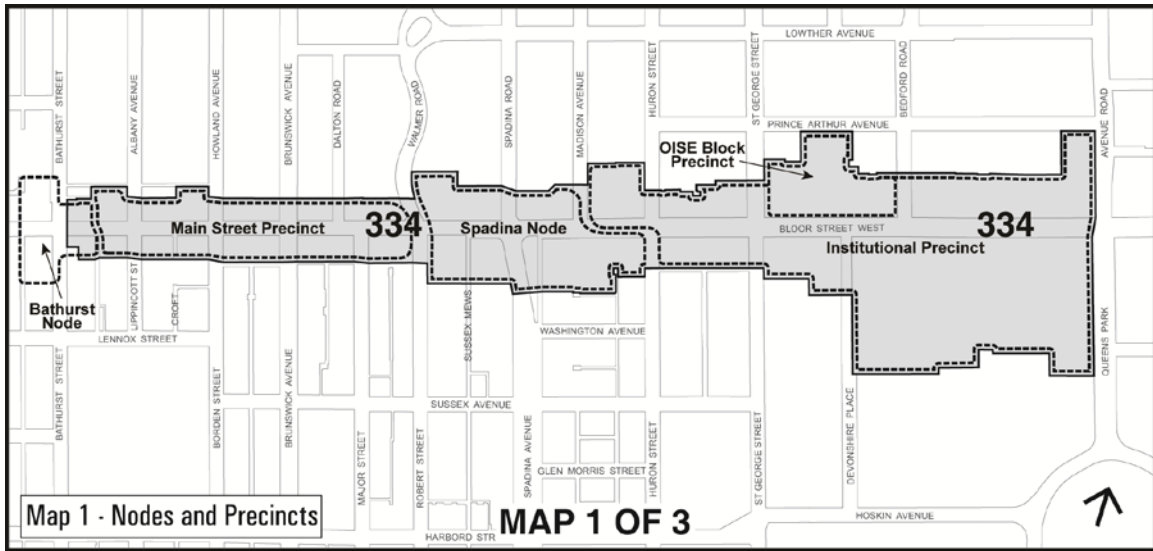 LOWTHER AVENUE
BATHURST STREET
ALBANY AVENUE
HOWLAND AVENUE
BRUNSWICK AVENUE
DALTON ROAD
WALMER ROAD
SPADINA ROAD
MADISON AVENUE
HURON STREET
ST GEORGE STREET
BEDFORD ROAD
AVENUE ROAD
PRINCE ARTHUR AVENUE
OISE Block
Precinct
Main Street Precinct
334
Spadina Node
BLOOR STREET WEST
334
Institutional Precinct
Bathurst
Node
LIPPINCOTT ST
CROFT
LENNOX STREET
SUSSEX MEWS
WASHINGTON AVENUE
QUEENS PARK
BATHURST STREET
BORDEN STREET
BRUNSWICK AVENUE
MAJOR STREET
ROBERT STREET
SUSSEX AVENUE
SPADINA AVENUE
GLEN MORRIS STREET
HURON STREET
ST GEORGE STREET
DEVONSHIRE PLACE
HOSKIN AVENUE
Map 1 - Nodes and Precincts
MAP 1 OF 3
HARBORD STR